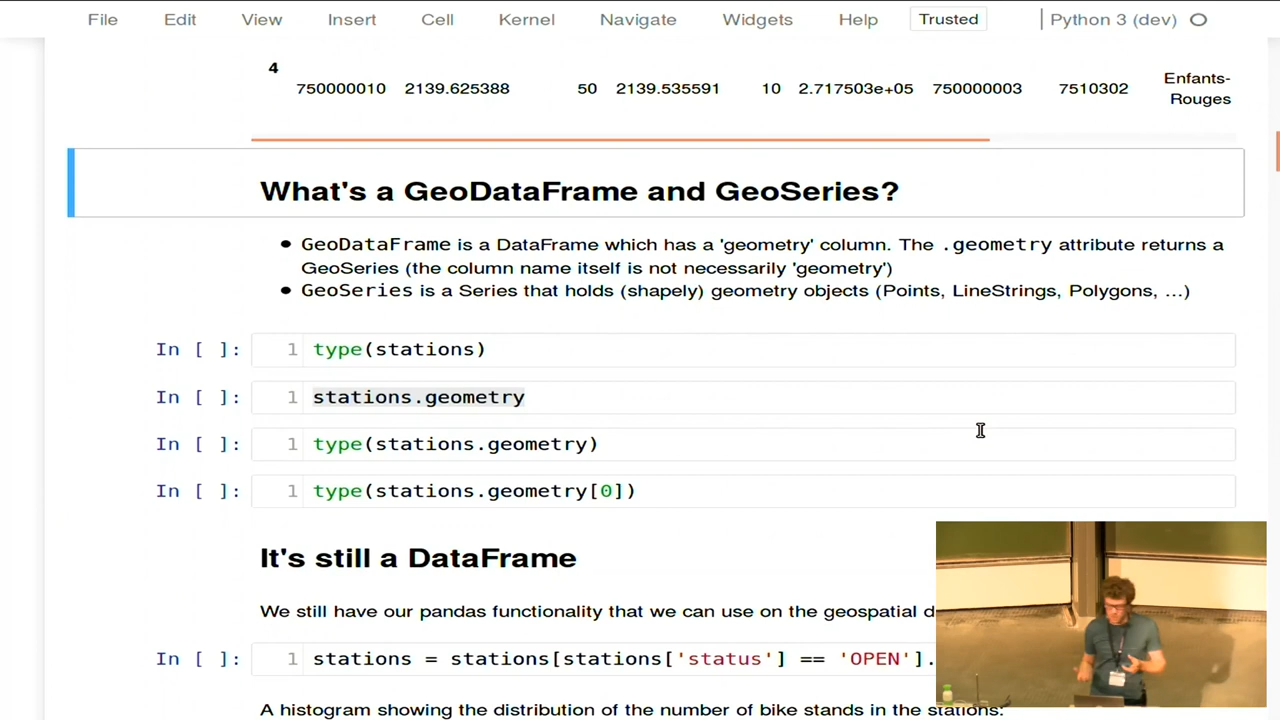 File Edit View Insert Cell Kernel Navigate Widgets Help Trusted Python 3 (dev)
4
750000010 2139.625388 50 2139.535591 10 2.717503e+05 750000003 7510302 Enfants-
Rouges
What's a GeoDataFrame and GeoSeries?
• GeoDataFrame is a DataFrame which has a 'geometry' column. The .geometry attribute returns a
GeoSeries (the column name itself is not necessarily 'geometry')
• GeoSeries is a Series that holds (shapely) geometry objects (Points, LineStrings, Polygons, ...)
In [ ]: 1 type(stations)
In [ ]: 1 stations.geometry
In [ ]: 1 type(stations.geometry)
In [ ]: 1 type(stations.geometry[0])
It's still a DataFrame
We still have our pandas functionality that we can use on the geospatial d
In [ ]: 1 stations = stations[stations['status'] == 'OPEN'].
A histogram showing the distribution of the number of bike stands in the stations: